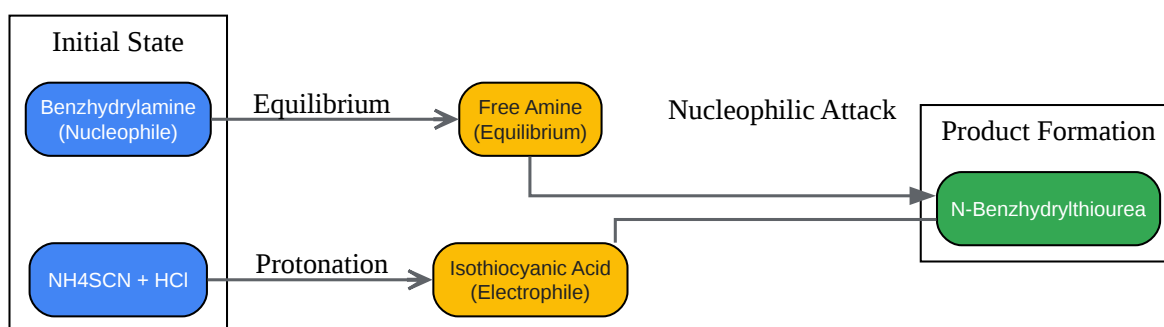 Initial State
Benzhydrylamine
(Nucleophile)
Equilibrium
Free Amine
(Equilibrium)
Nucleophilic Attack
Product Formation
N-Benzhydrylthiourea
NH4SCN + HCl
Protonation
Isothiocyanic Acid
(Electrophile)